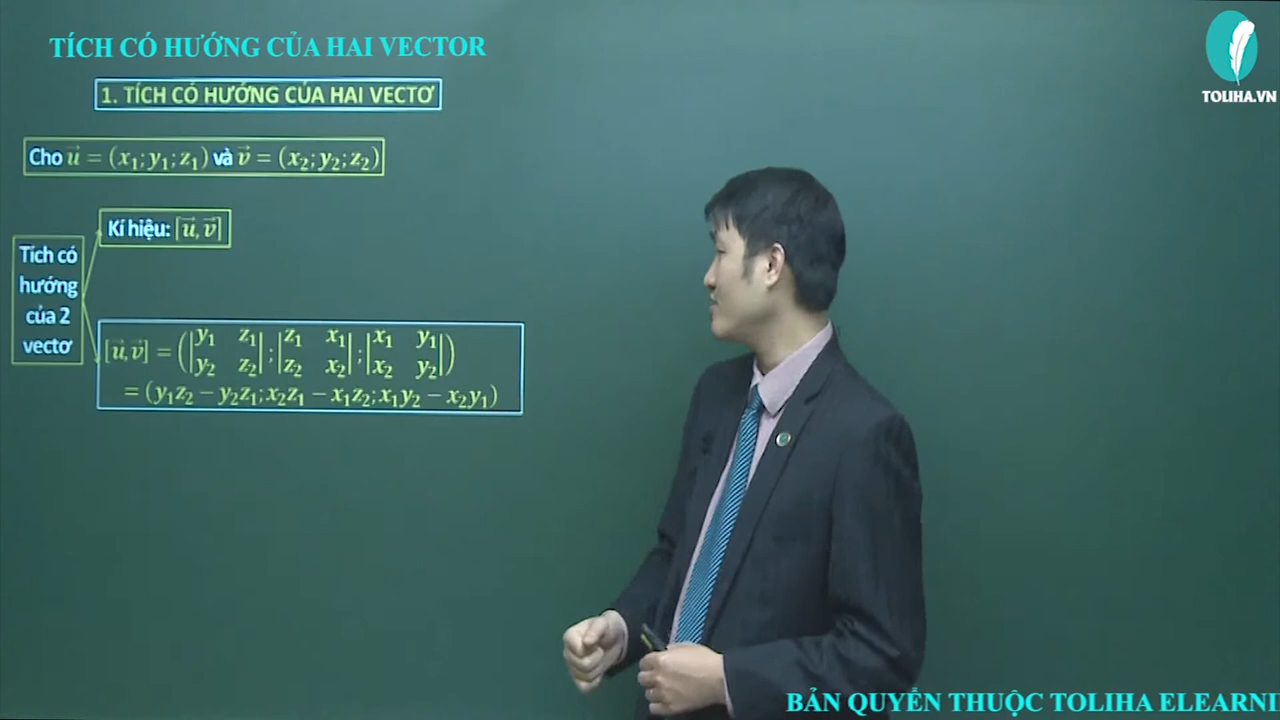 TÍCH CÓ HƯỚNG CỦA HAI VECTOR
TOLIHA.VN
1. TÍCH CÓ HƯỚNG CỦA HAI VECTƠ
Cho u⃗ = (x₁; y₁; z₁) và v⃗ = (x₂; y₂; z₂)
Kí hiệu: [u⃗, v⃗]
Tích có
hướng
của 2
vectơ
[u⃗, v⃗] = (|y₁ z₁|; |z₁ x₁|; |x₁ y₁|)
|y₂ z₂| |z₂ x₂| |x₂ y₂|
= (y₁z₂ − y₂z₁; x₂z₁ − x₁z₂; x₁y₂ − x₂y₁)
BẢN QUYỀN THUỘC TOLIHA ELEARNI